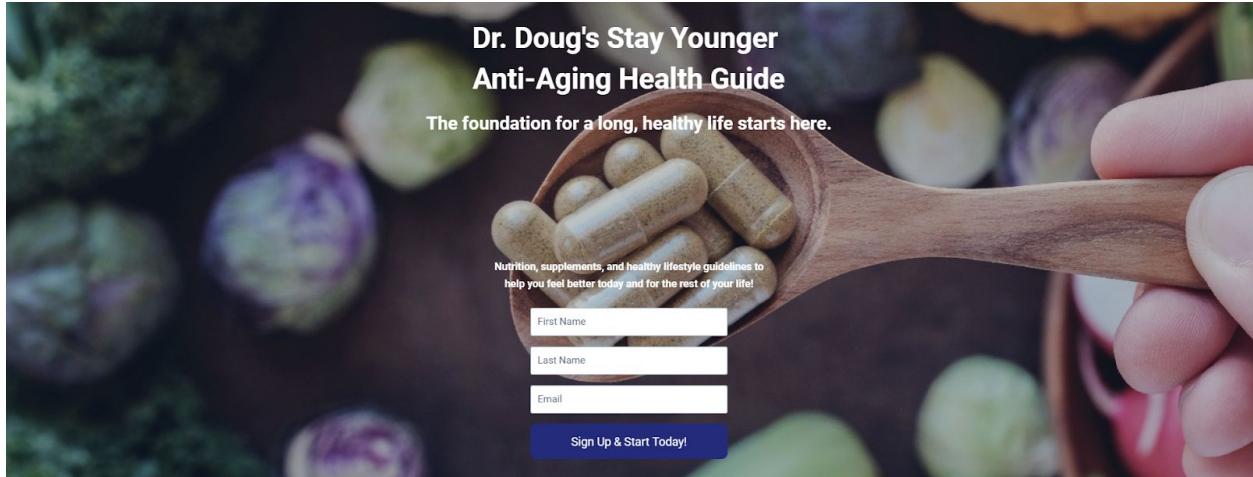 Dr. Doug's Stay Younger
Anti-Aging Health Guide
The foundation for a long, healthy life starts here.
Nutrition, supplements, and healthy lifestyle guidelines to
help you feel better today and for the rest of your life!
First Name
Last Name
Email
Sign Up & Start Today!